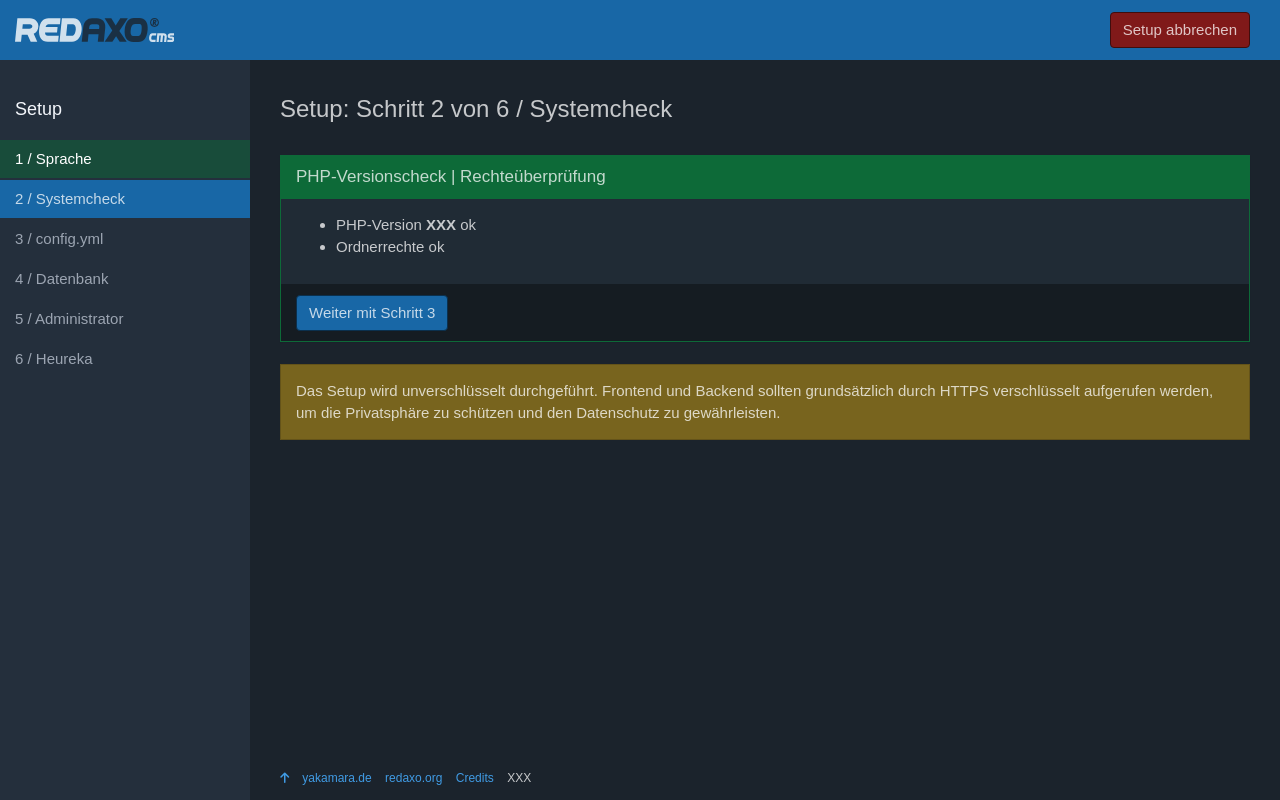 REDAXO® cms
Setup abbrechen
Setup
1 / Sprache
2 / Systemcheck
3 / config.yml
4 / Datenbank
5 / Administrator
6 / Heureka
Setup: Schritt 2 von 6 / Systemcheck
PHP-Versionscheck | Rechteüberprüfung
PHP-Version XXX ok
Ordnerrechte ok
Weiter mit Schritt 3
Das Setup wird unverschlüsselt durchgeführt. Frontend und Backend sollten grundsätzlich durch HTTPS verschlüsselt aufgerufen werden,
um die Privatsphäre zu schützen und den Datenschutz zu gewährleisten.
yakamara.de redaxo.org Credits XXX